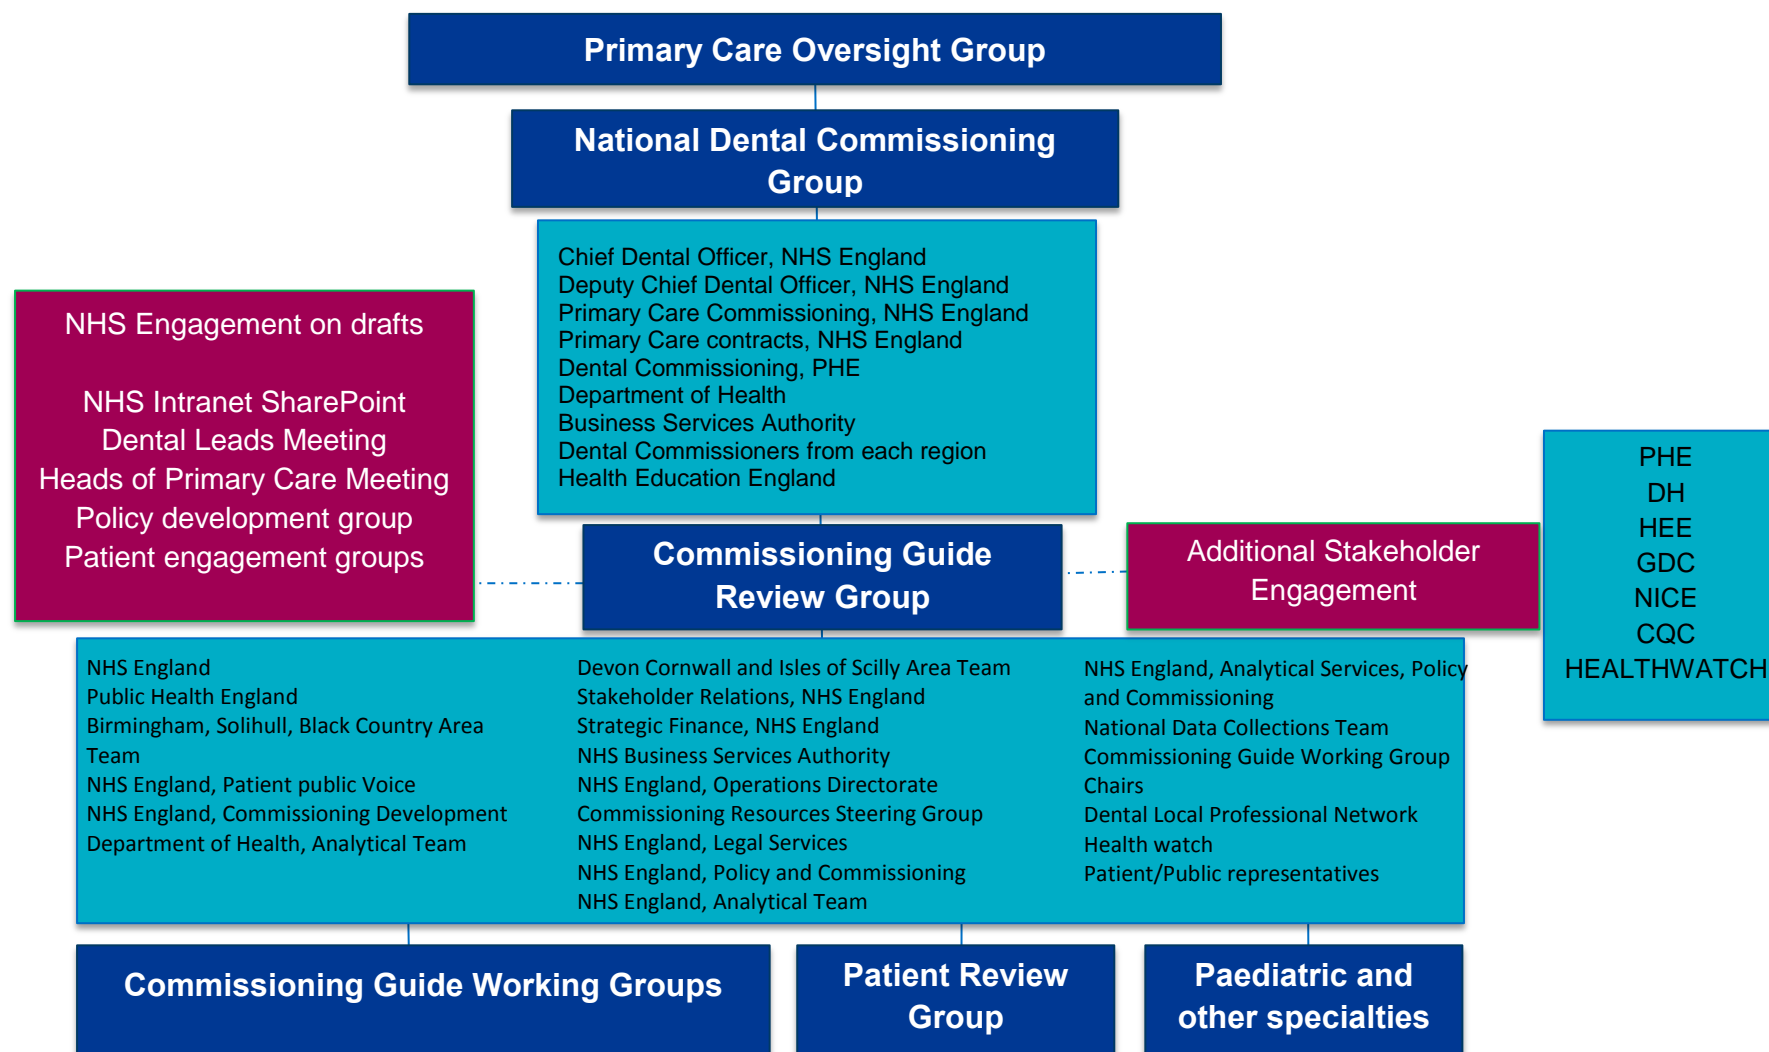 Primary Care Oversight Group
National Dental Commissioning
Group
Chief Dental Officer, NHS England
Deputy Chief Dental Officer, NHS England
Primary Care Commissioning, NHS England
Primary Care contracts, NHS England
Dental Commissioning, PHE
Department of Health
Business Services Authority
Dental Commissioners from each region
Health Education England
NHS Engagement on drafts
NHS Intranet SharePoint
Dental Leads Meeting
Heads of Primary Care Meeting
Policy development group
Patient engagement groups
Commissioning Guide
Review Group
Additional Stakeholder
Engagement
PHE
DH
HEE
GDC
NICE
CQC
HEALTHWATCH
NHS England
Public Health England
Birmingham, Solihull, Black Country Area
Team
NHS England, Patient public Voice
NHS England, Commissioning Development
Department of Health, Analytical Team
Devon Cornwall and Isles of Scilly Area Team
Stakeholder Relations, NHS England
Strategic Finance, NHS England
NHS Business Services Authority
NHS England, Operations Directorate
Commissioning Resources Steering Group
NHS England, Legal Services
NHS England, Policy and Commissioning
NHS England, Analytical Team
NHS England, Analytical Services, Policy
and Commissioning
National Data Collections Team
Commissioning Guide Working Group
Chairs
Dental Local Professional Network
Health watch
Patient/Public representatives
Commissioning Guide Working Groups
Patient Review
Group
Paediatric and
other specialties